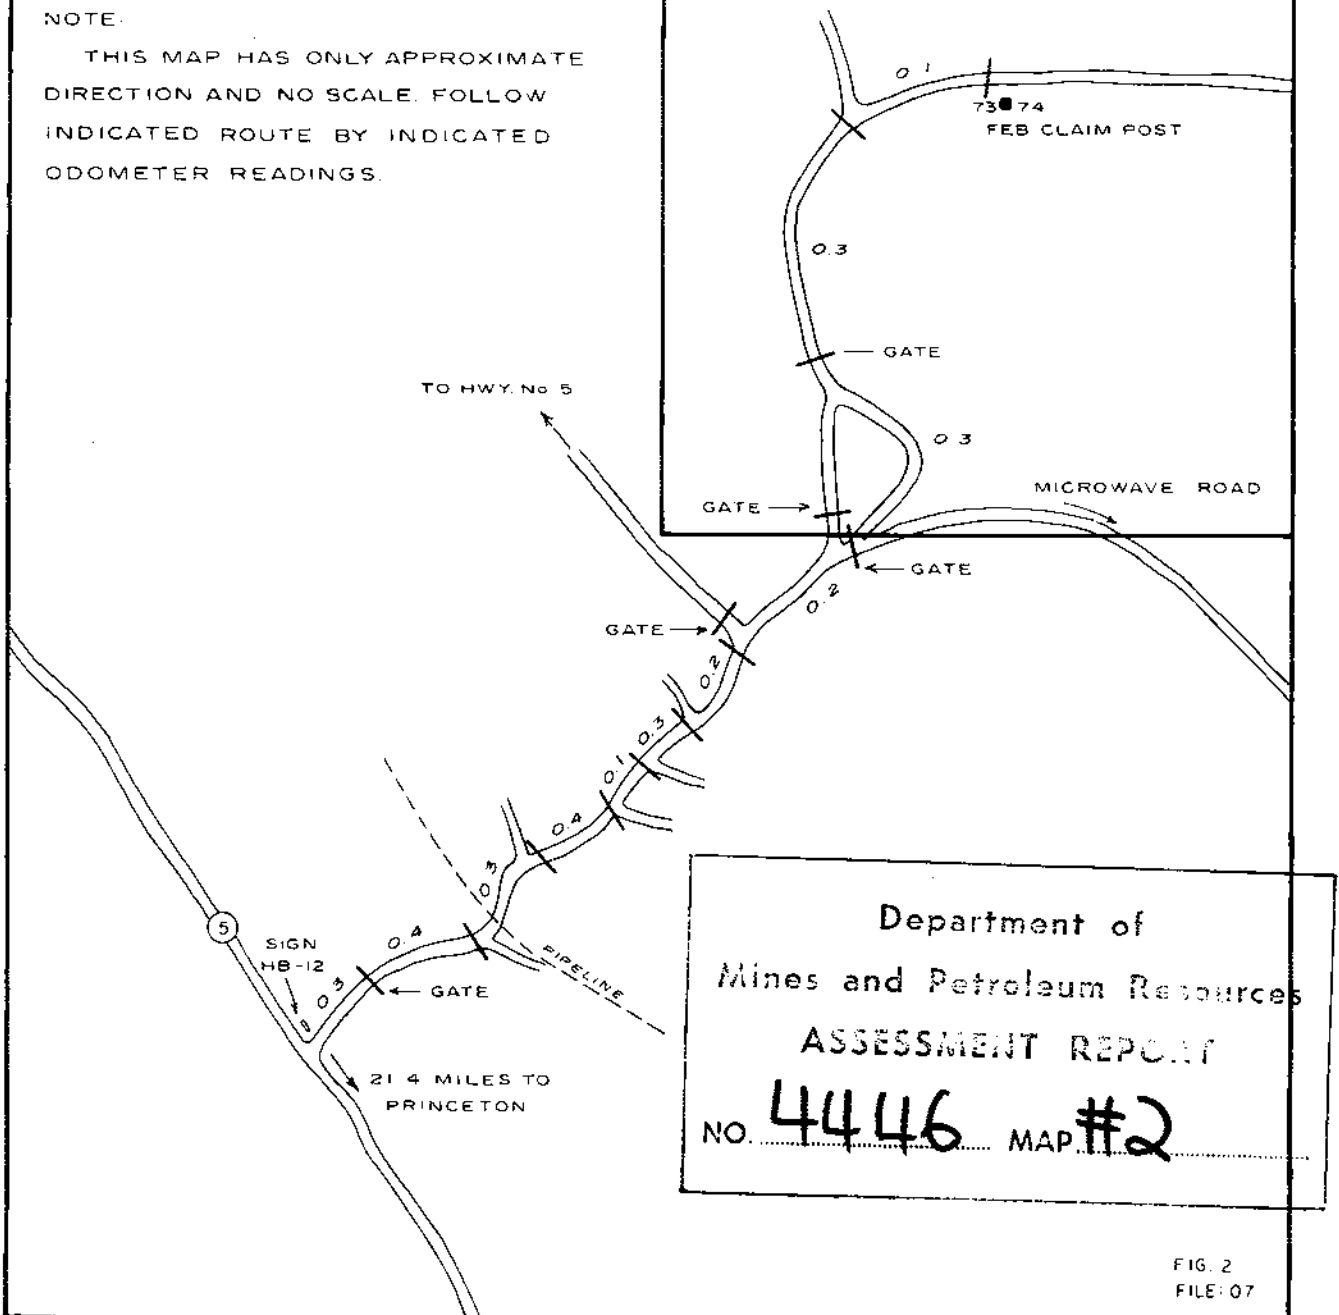 NOTE:
THIS MAP HAS ONLY APPROXIMATE
DIRECTION AND NO SCALE. FOLLOW
INDICATED ROUTE BY INDICATED
ODOMETER READINGS.
0.1
73 74
FEB CLAIM POST
0.3
GATE
TO HWY. No 5
0.3
MICROWAVE ROAD
GATE
GATE
0.2
GATE
0.2
0.3
0.1
0.4
0.3
5
SIGN
HB-12
0.4
0.3
GATE
PIPELINE
21.4 MILES TO
PRINCETON
Department of
Mines and Petroleum Resources
ASSESSMENT REPORT
NO. 4446 MAP #2
FIG. 2
FILE: 07